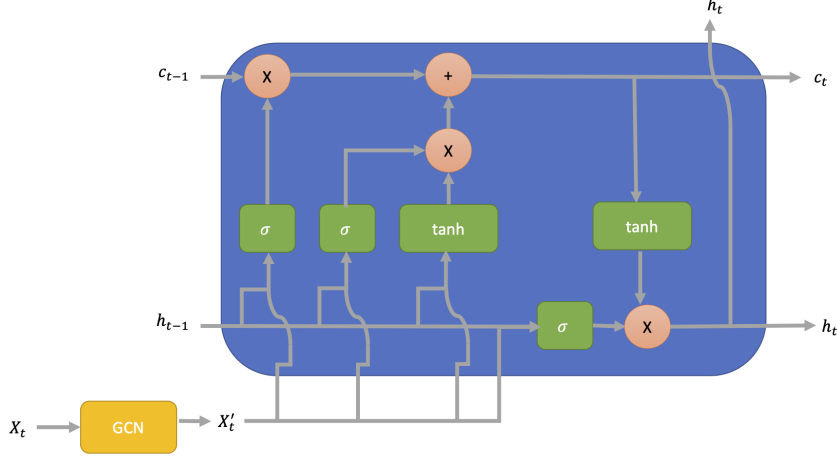 h_t
c_{t-1} X + c_t
X
σ σ tanh tanh
h_{t-1} σ X h_t
X_t GCN X'_t